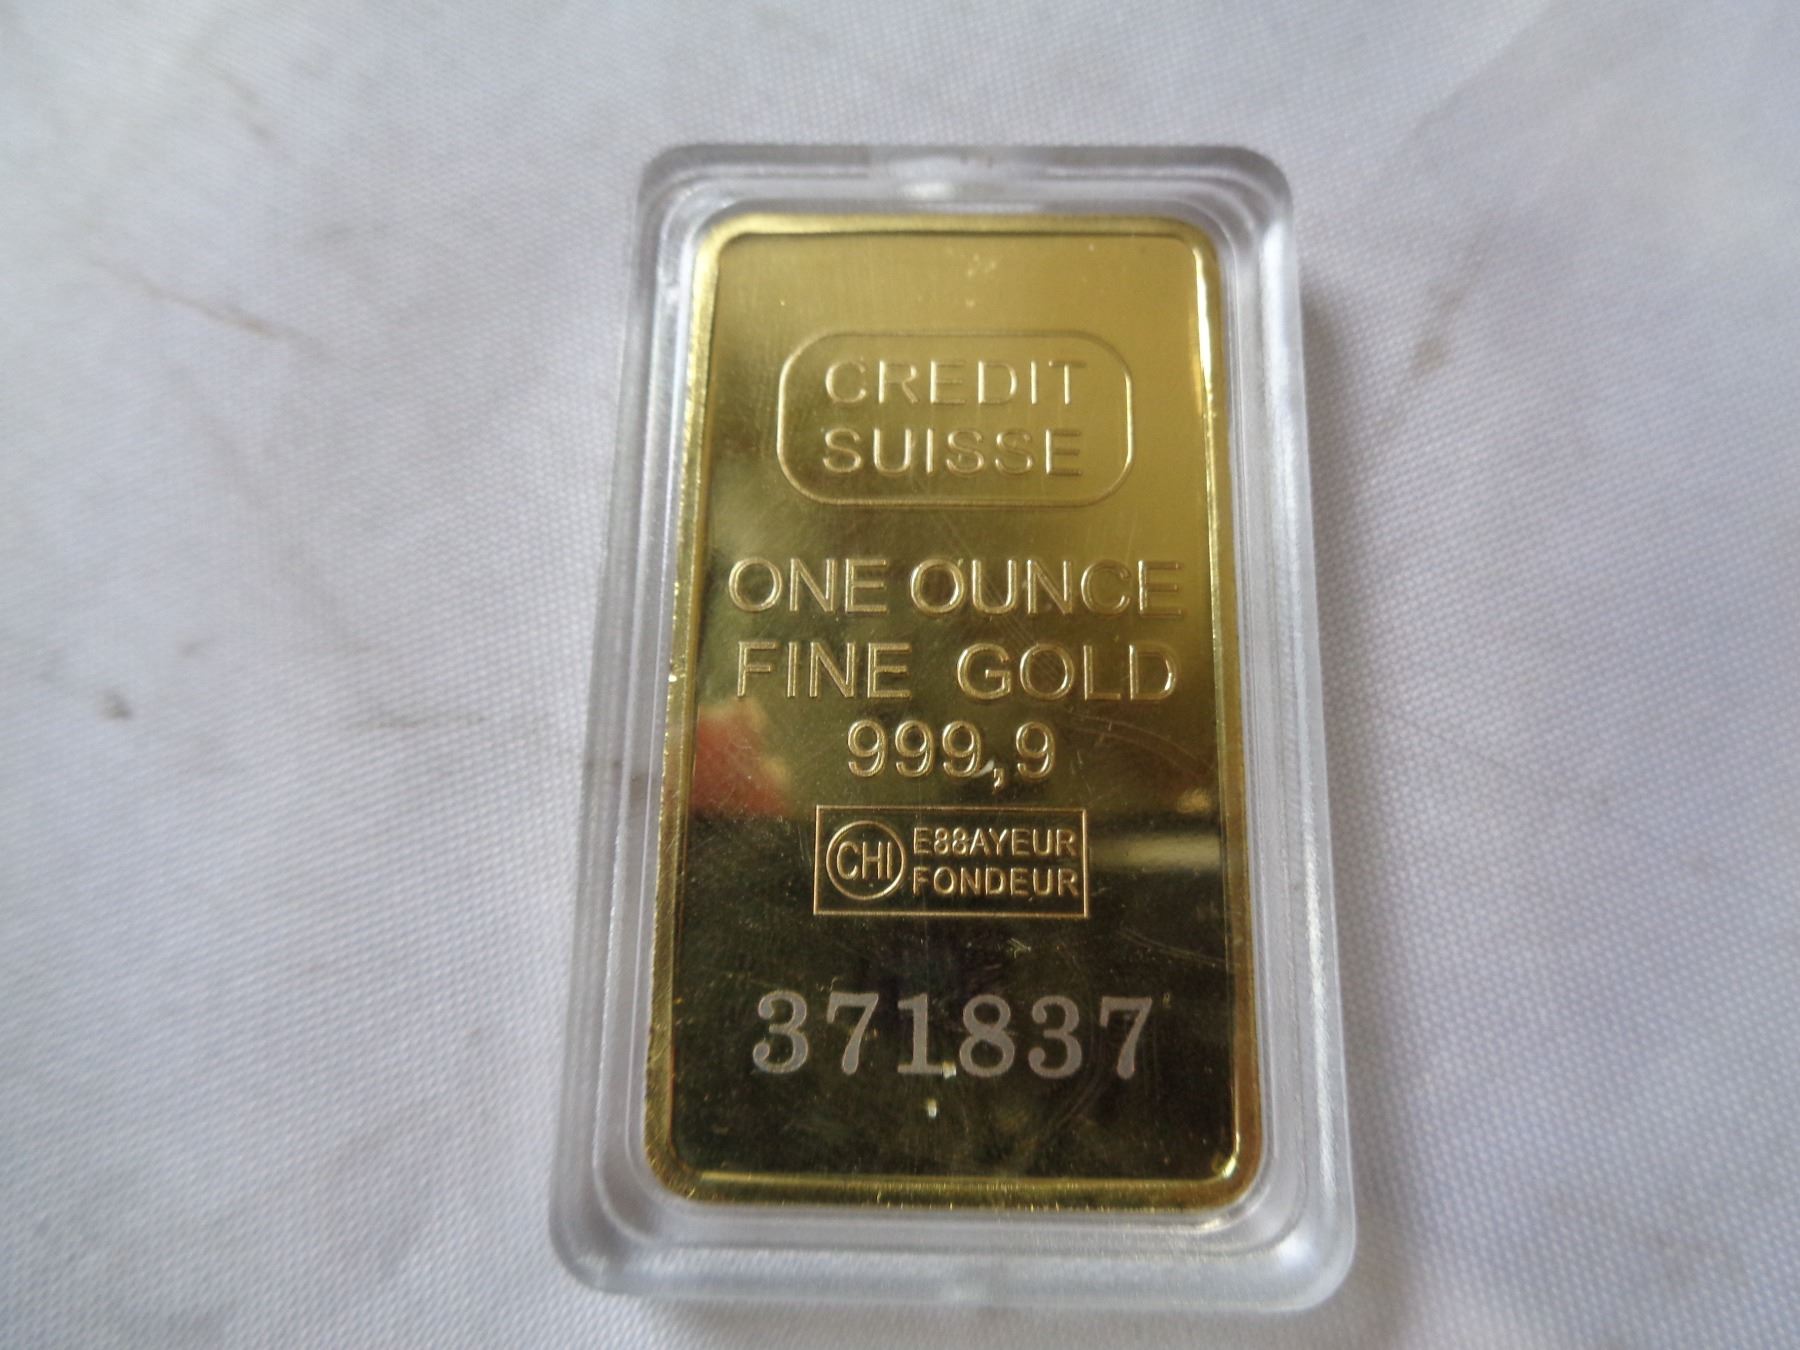 CREDIT
SUISSE
ONE OUNCE
FINE GOLD
999,9
CHI E88AYEUR
FONDEUR
371837